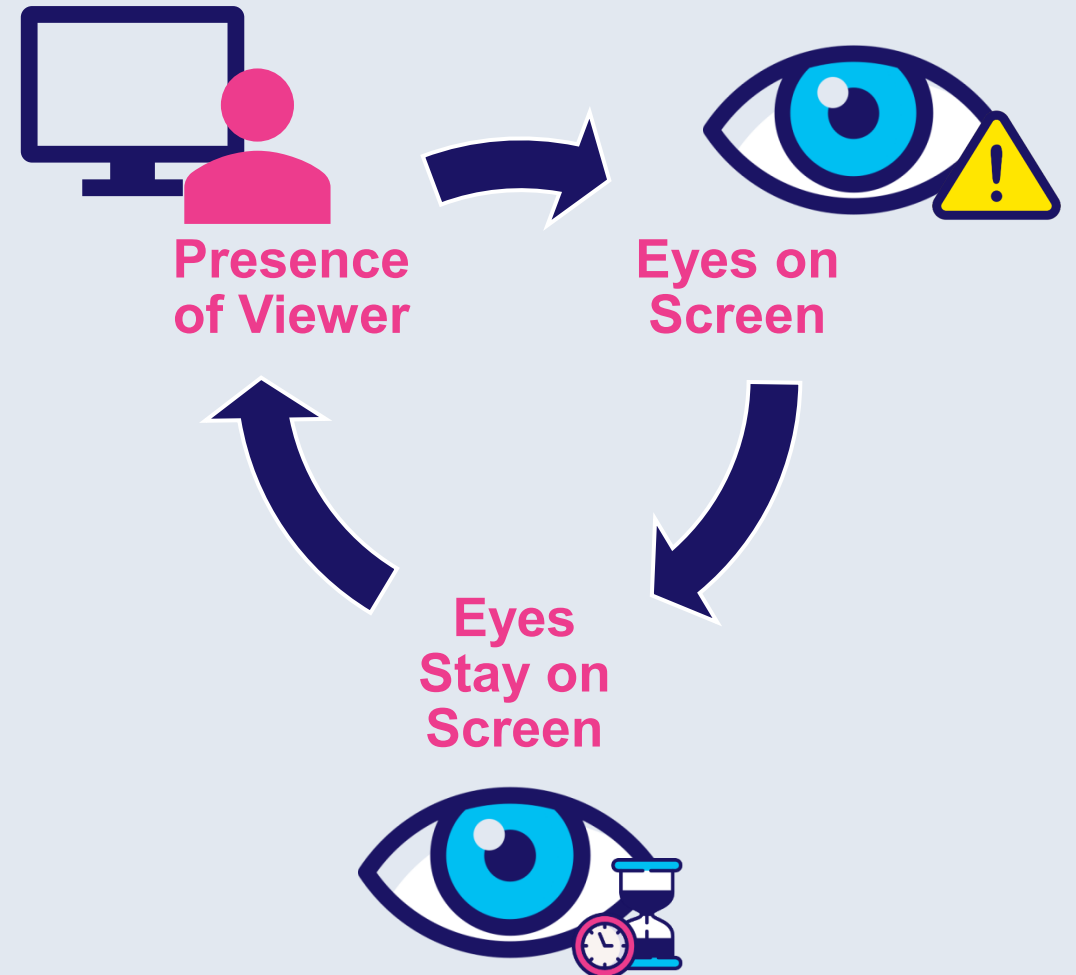 Presence
of Viewer
Eyes on
Screen
Eyes
Stay on
Screen